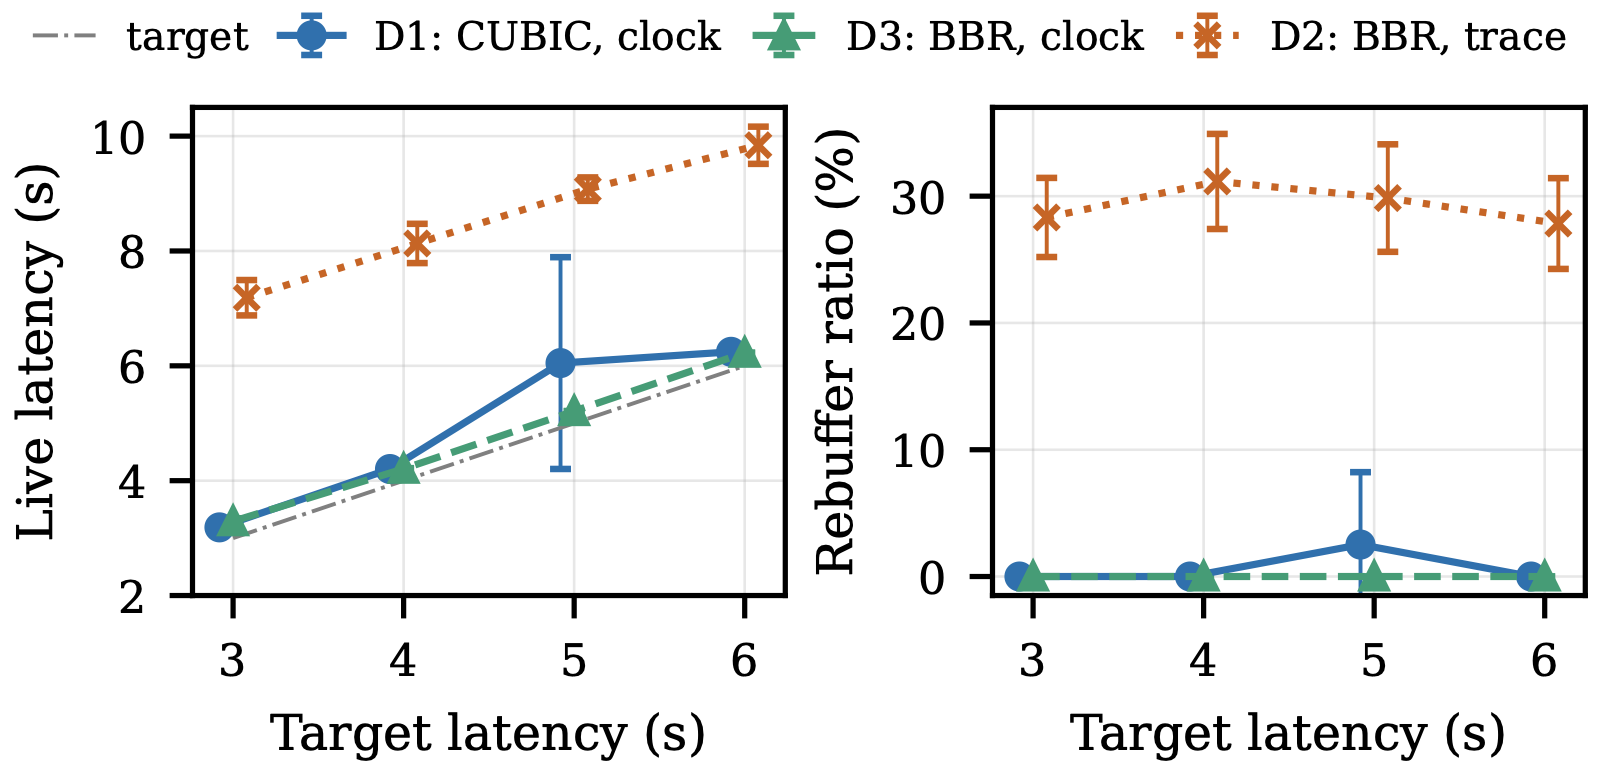 target D1: CUBIC, clock D3: BBR, clock D2: BBR, trace
Live latency (s)
10
8
6
4
2
3 4 5 6
Target latency (s)
Rebuffer ratio (%)
30
20
10
0
3 4 5 6
Target latency (s)